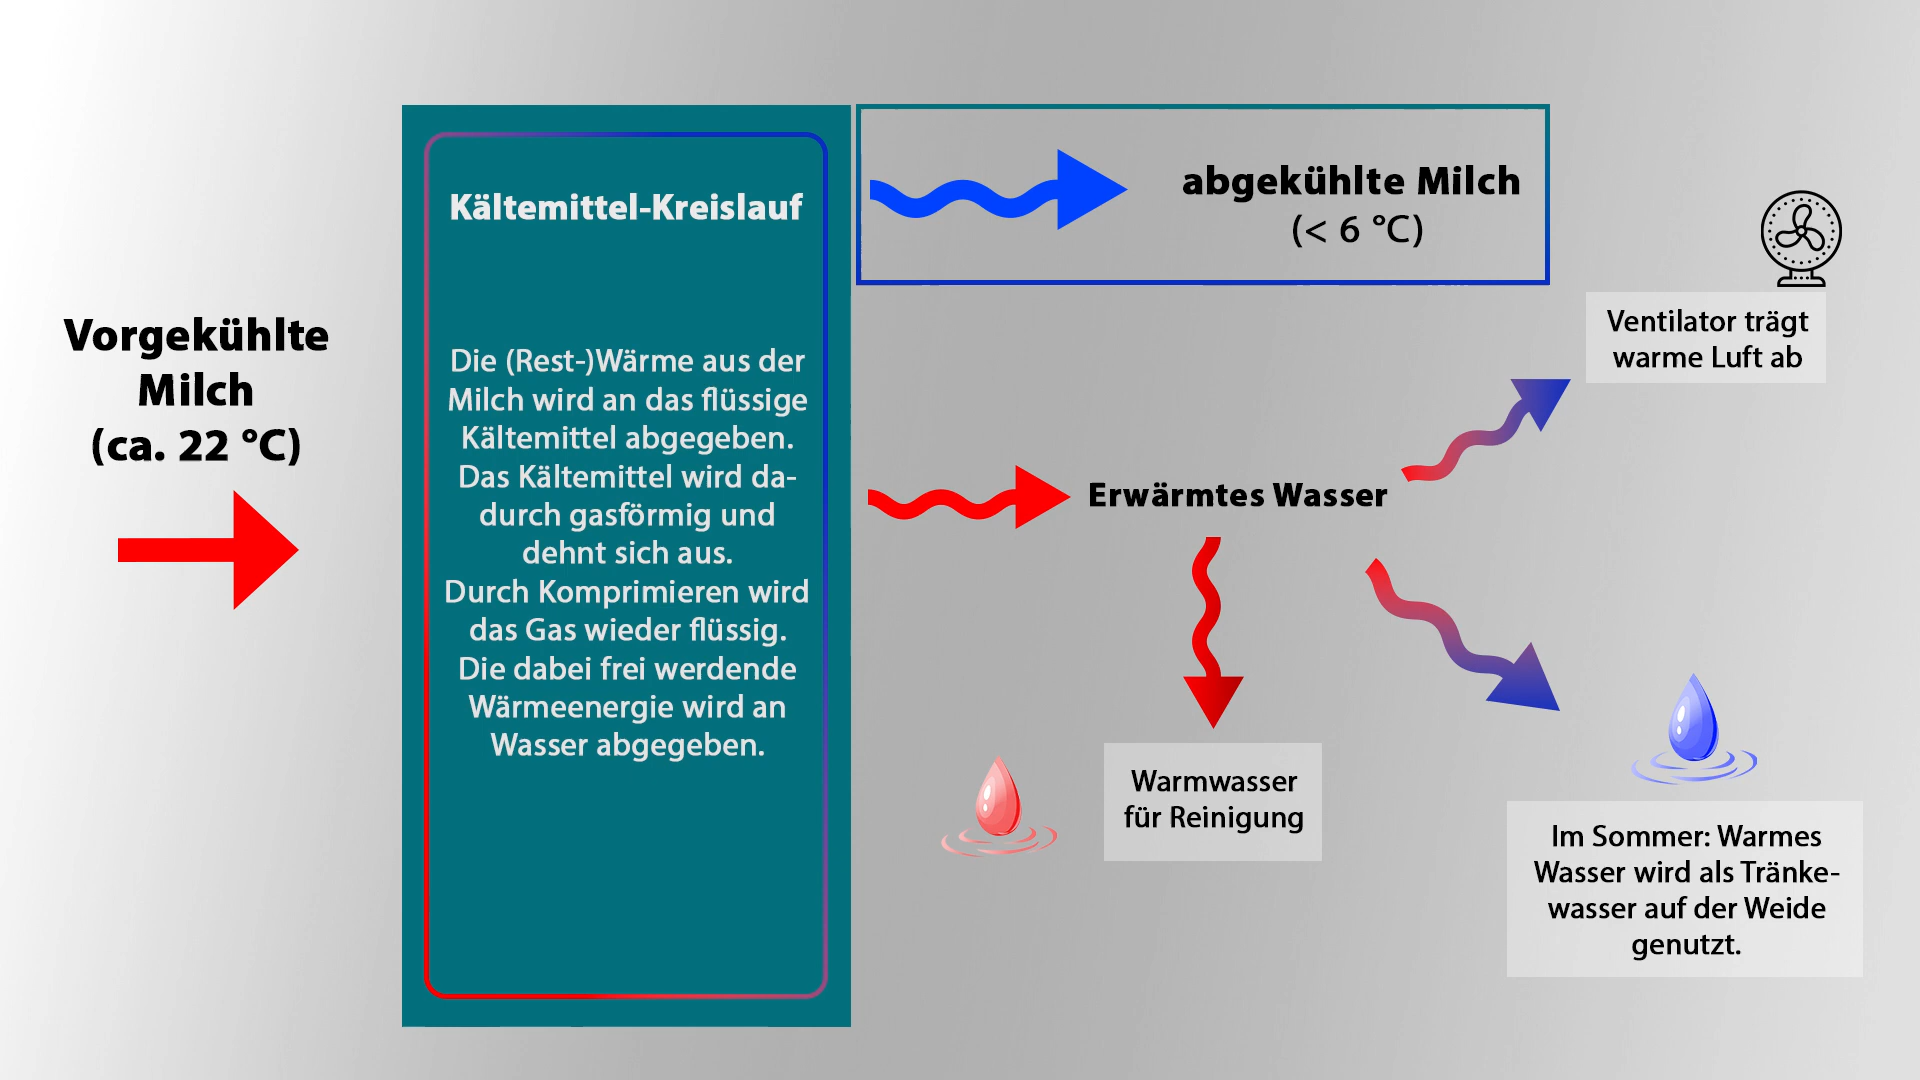 Vorgekühlte
Milch
(ca. 22 °C)
Kältemittel-Kreislauf
Die (Rest-)Wärme aus der
Milch wird an das flüssige
Kältemittel abgegeben.
Das Kältemittel wird da-
durch gasförmig und
dehnt sich aus.
Durch Komprimieren wird
das Gas wieder flüssig.
Die dabei frei werdende
Wärmeenergie wird an
Wasser abgegeben.
abgekühlte Milch
(< 6 °C)
Ventilator trägt
warme Luft ab
Erwärmtes Wasser
Warmwasser
für Reinigung
Im Sommer: Warmes
Wasser wird als Tränke-
wasser auf der Weide
genutzt.